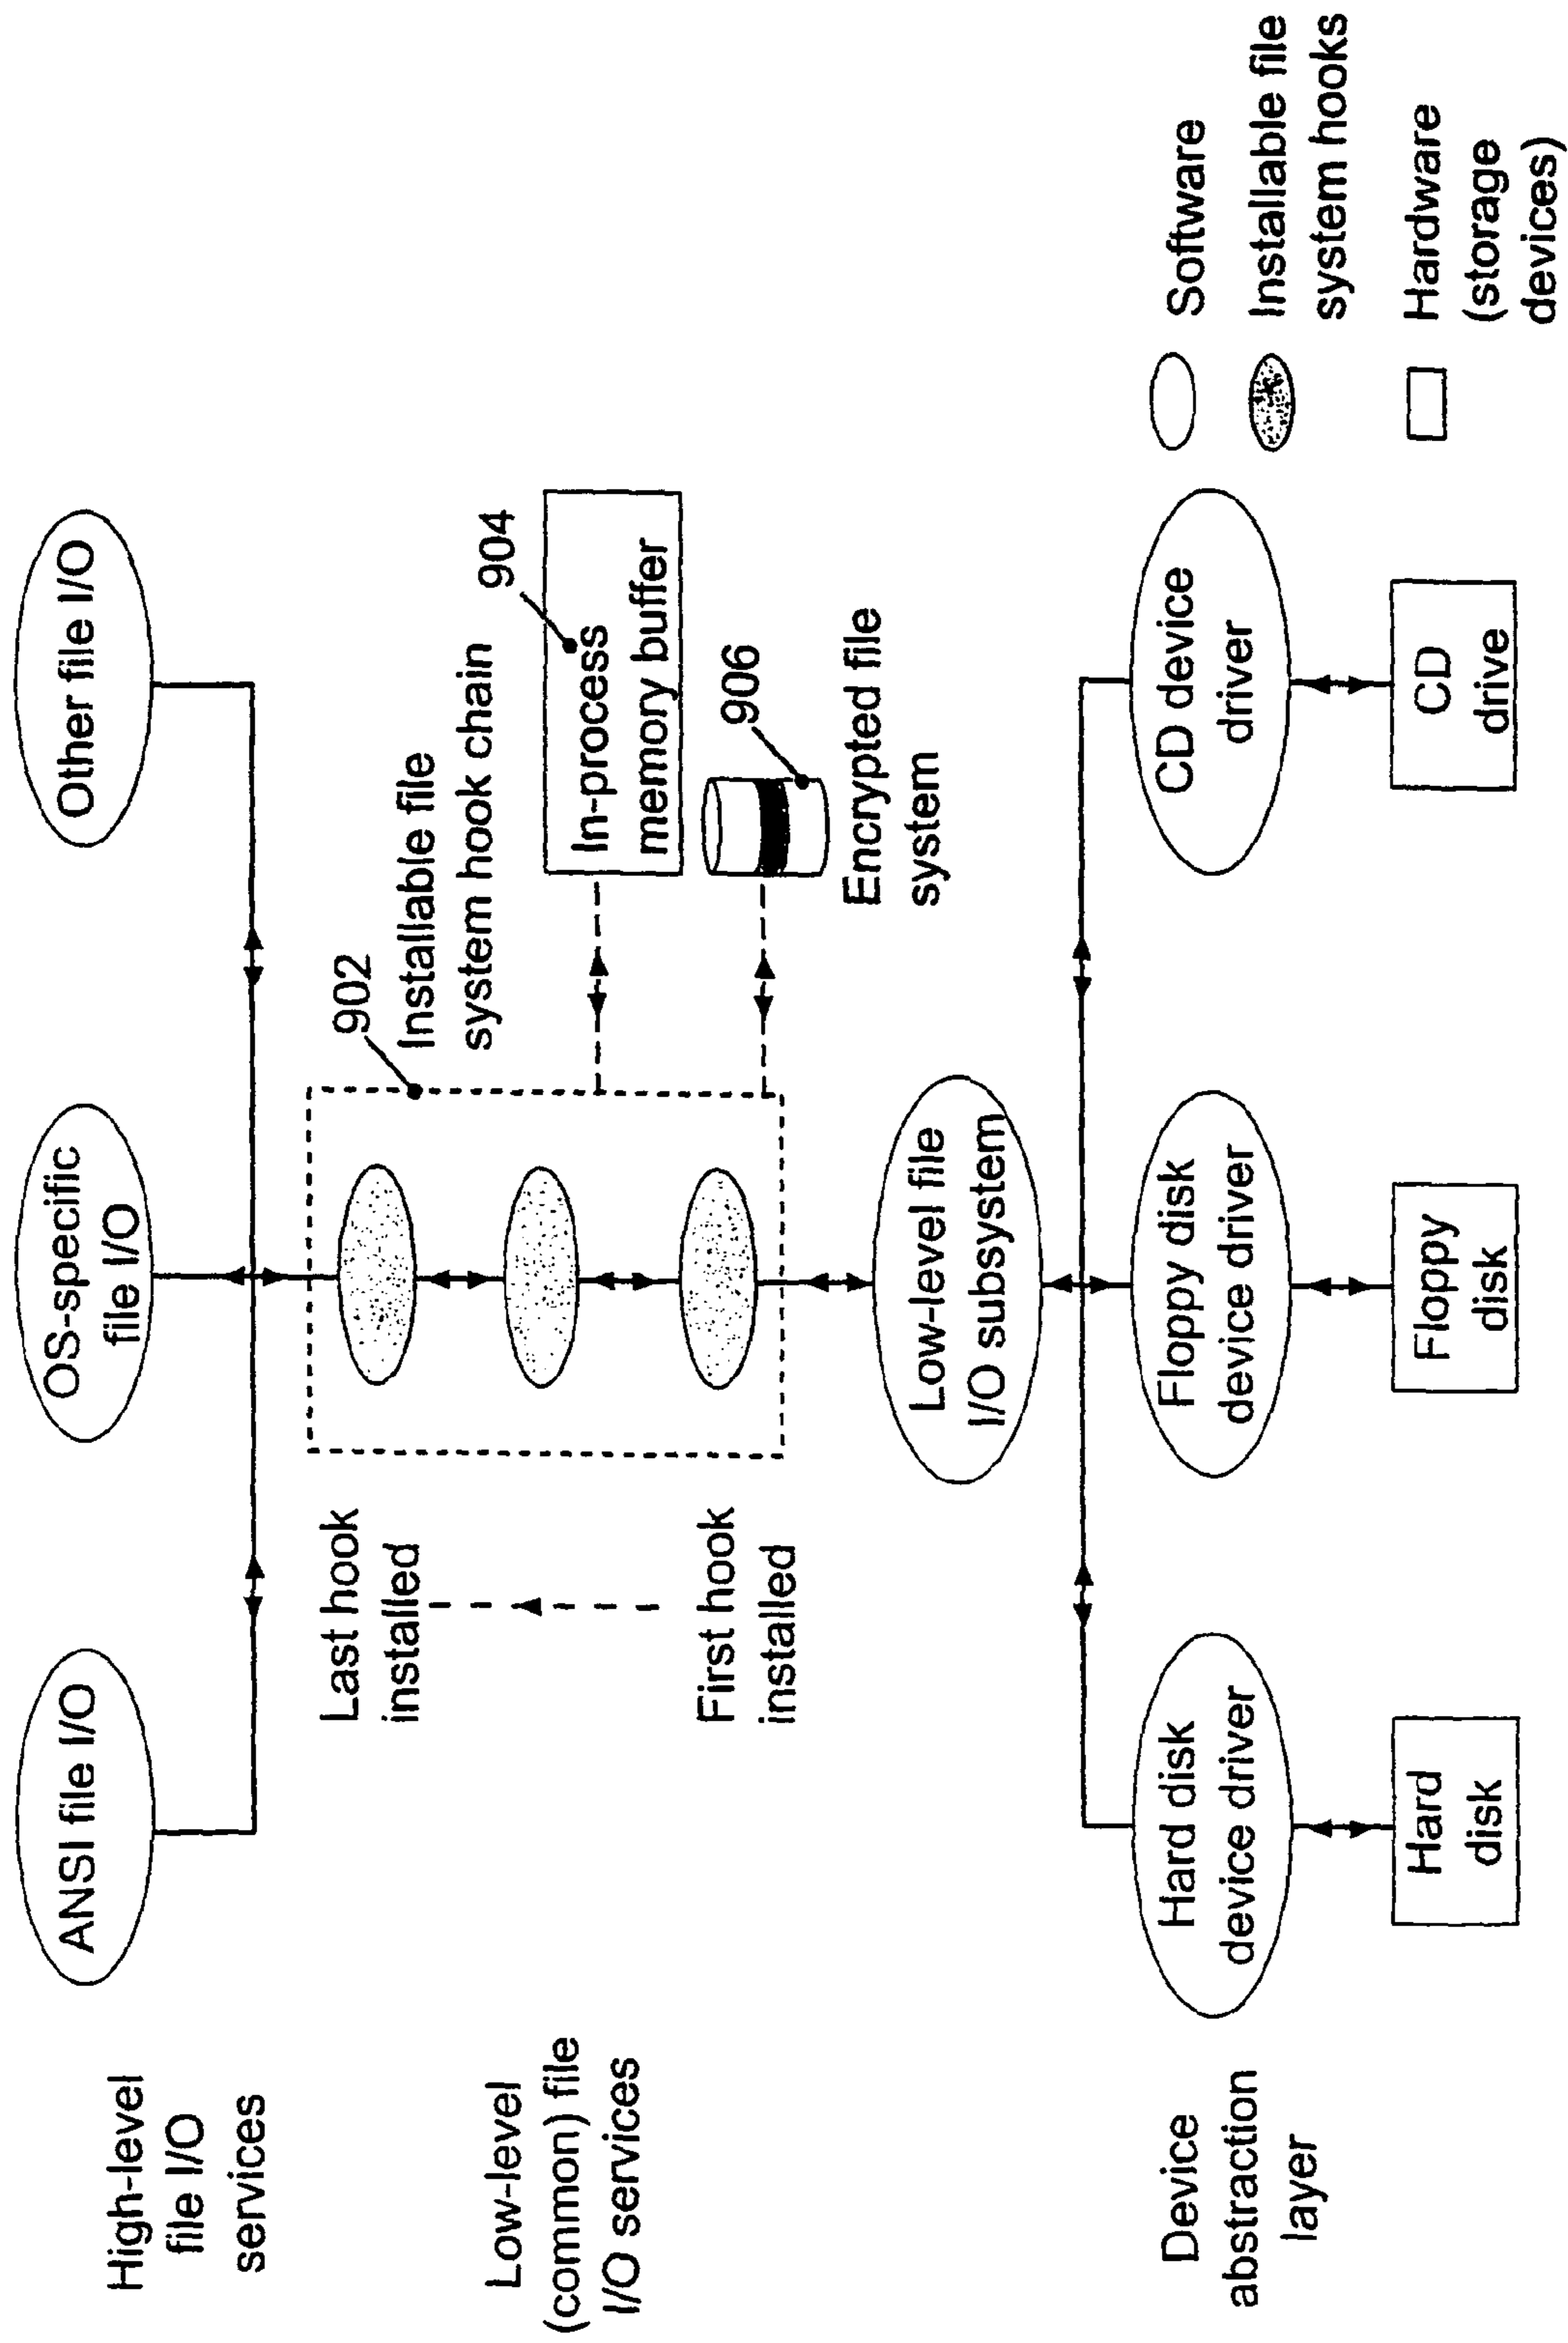 High-level
file I/O
services
ANSI file I/O
OS-specific
file I/O
Other file I/O
Low-level
(common) file
I/O services
Last hook
installed
First hook
installed
902
Installable file
system hook chain
904
In-process
memory buffer
906
Encrypted file
system
Low-level file
I/O subsystem
Device
abstraction
layer
Hard disk
device driver
Floppy disk
device driver
CD device
driver
Hard
disk
Floppy
disk
CD
drive
Software
Installable file
system hooks
Hardware
(storage
devices)